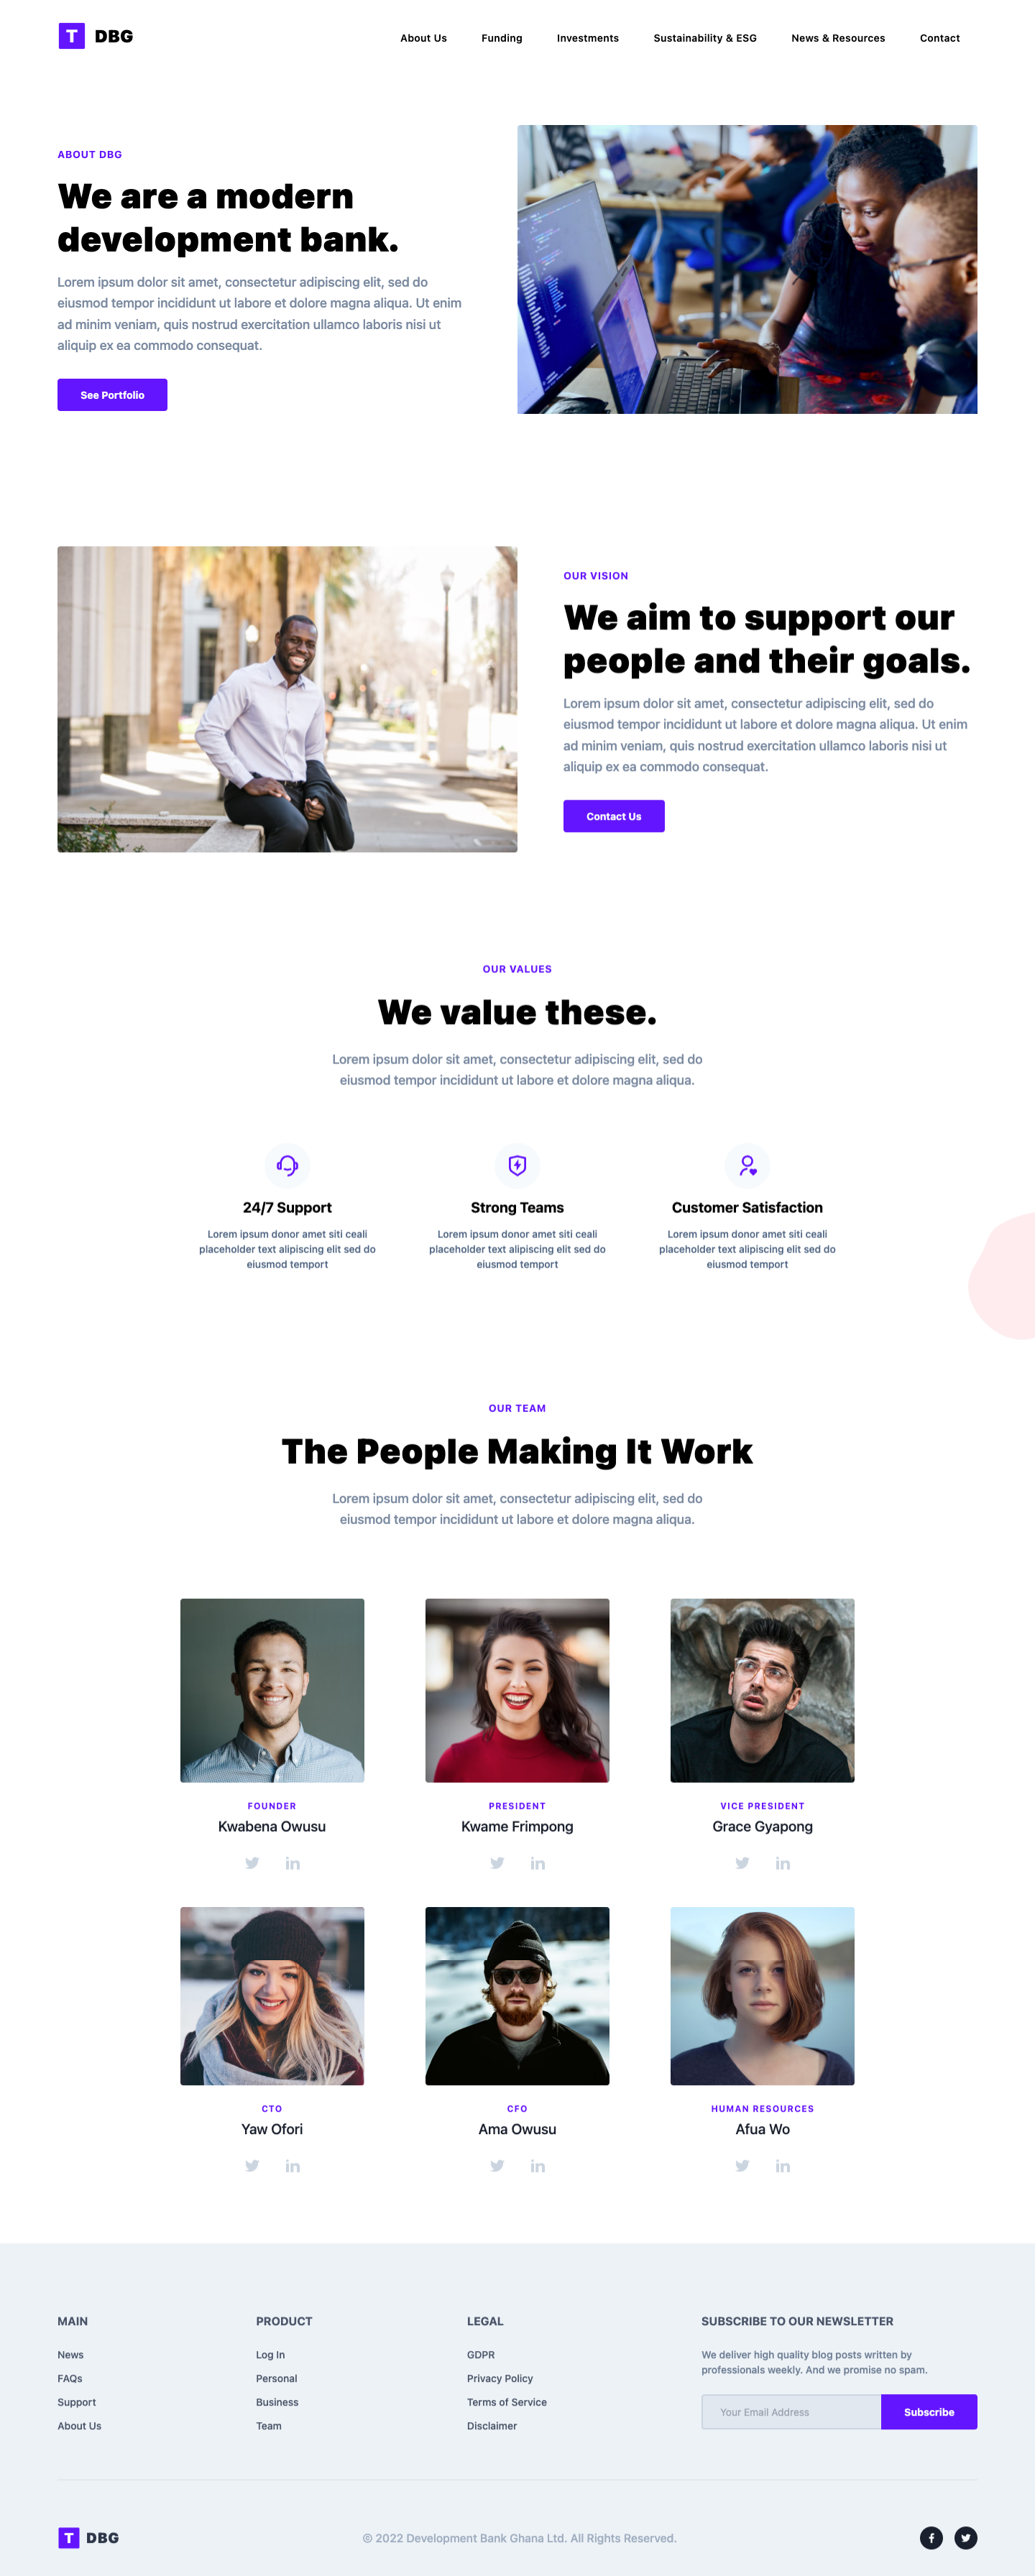 T DBG
About Us Funding Investments Sustainability & ESG News & Resources Contact
ABOUT DBG
We are a modern
development bank.
Lorem ipsum dolor sit amet, consectetur adipiscing elit, sed do
eiusmod tempor incididunt ut labore et dolore magna aliqua. Ut enim
ad minim veniam, quis nostrud exercitation ullamco laboris nisi ut
aliquip ex ea commodo consequat.
See Portfolio
OUR VISION
We aim to support our
people and their goals.
Lorem ipsum dolor sit amet, consectetur adipiscing elit, sed do
eiusmod tempor incididunt ut labore et dolore magna aliqua. Ut enim
ad minim veniam, quis nostrud exercitation ullamco laboris nisi ut
aliquip ex ea commodo consequat.
Contact Us
OUR VALUES
We value these.
Lorem ipsum dolor sit amet, consectetur adipiscing elit, sed do
eiusmod tempor incididunt ut labore et dolore magna aliqua.
24/7 Support
Lorem ipsum donor amet siti ceali
placeholder text alipiscing elit sed do
eiusmod temport
Strong Teams
Lorem ipsum donor amet siti ceali
placeholder text alipiscing elit sed do
eiusmod temport
Customer Satisfaction
Lorem ipsum donor amet siti ceali
placeholder text alipiscing elit sed do
eiusmod temport
OUR TEAM
The People Making It Work
Lorem ipsum dolor sit amet, consectetur adipiscing elit, sed do
eiusmod tempor incididunt ut labore et dolore magna aliqua.
FOUNDER
Kwabena Owusu
PRESIDENT
Kwame Frimpong
VICE PRESIDENT
Grace Gyapong
CTO
Yaw Ofori
CFO
Ama Owusu
HUMAN RESOURCES
Afua Wo
MAIN
News
FAQs
Support
About Us
PRODUCT
Log In
Personal
Business
Team
LEGAL
GDPR
Privacy Policy
Terms of Service
Disclaimer
SUBSCRIBE TO OUR NEWSLETTER
We deliver high quality blog posts written by
professionals weekly. And we promise no spam.
Your Email Address
Subscribe
T DBG
© 2022 Development Bank Ghana Ltd. All Rights Reserved.